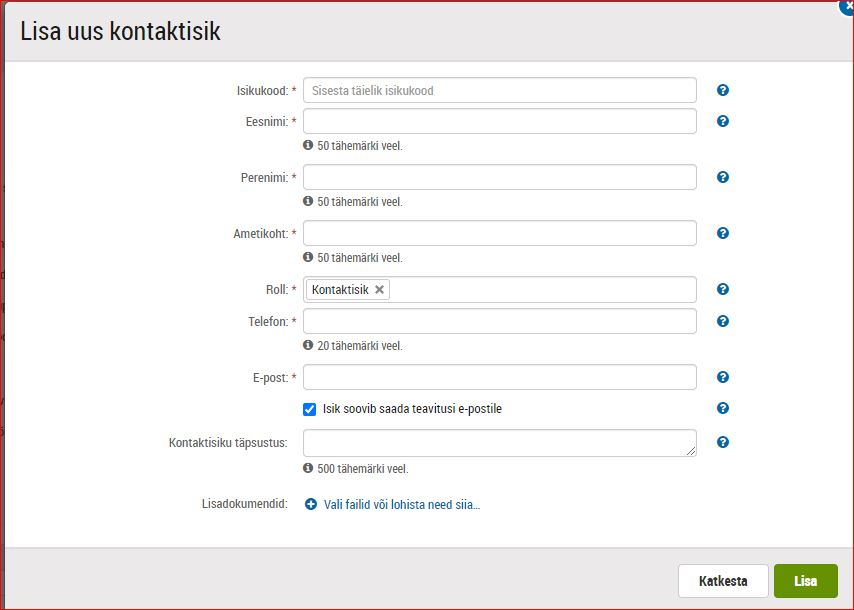 Lisa uus kontaktisik
Isikukood: * Sisesta täielik isikukood
Eesnimi: *
50 tähemärki veel.
Perenimi: *
50 tähemärki veel.
Ametikoht: *
50 tähemärki veel.
Roll: * Kontaktisik
Telefon: *
20 tähemärki veel.
E-post: *
Isik soovib saada teavitusi e-postile
Kontaktisiku täpsustus:
500 tähemärki veel.
Lisadokumendid: Vali failid või lohista need siia...
Katkesta Lisa